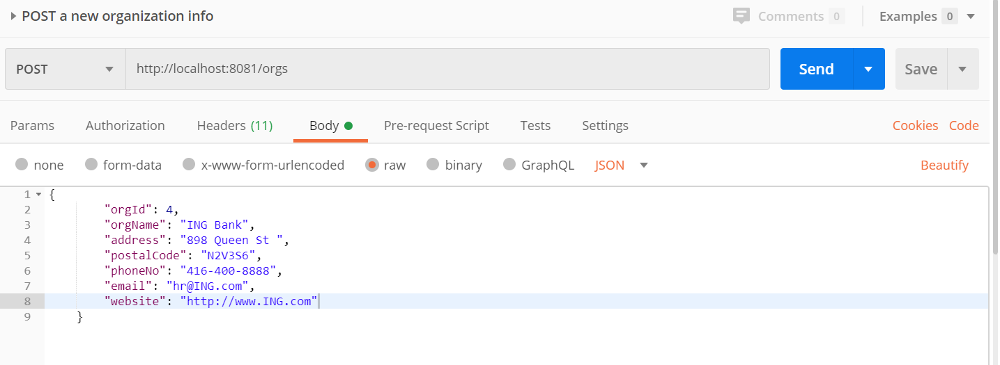 POST a new organization info Comments 0 Examples 0
POST http://localhost:8081/orgs Send Save
Params Authorization Headers (11) Body Pre-request Script Tests Settings Cookies Code
none form-data x-www-form-urlencoded raw binary GraphQL JSON Beautify
1 {
2 "orgId": 4,
3 "orgName": "ING Bank",
4 "address": "898 Queen St ",
5 "postalCode": "N2V3S6",
6 "phoneNo": "416-400-8888",
7 "email": "hr@ING.com",
8 "website": "http://www.ING.com"
9 }